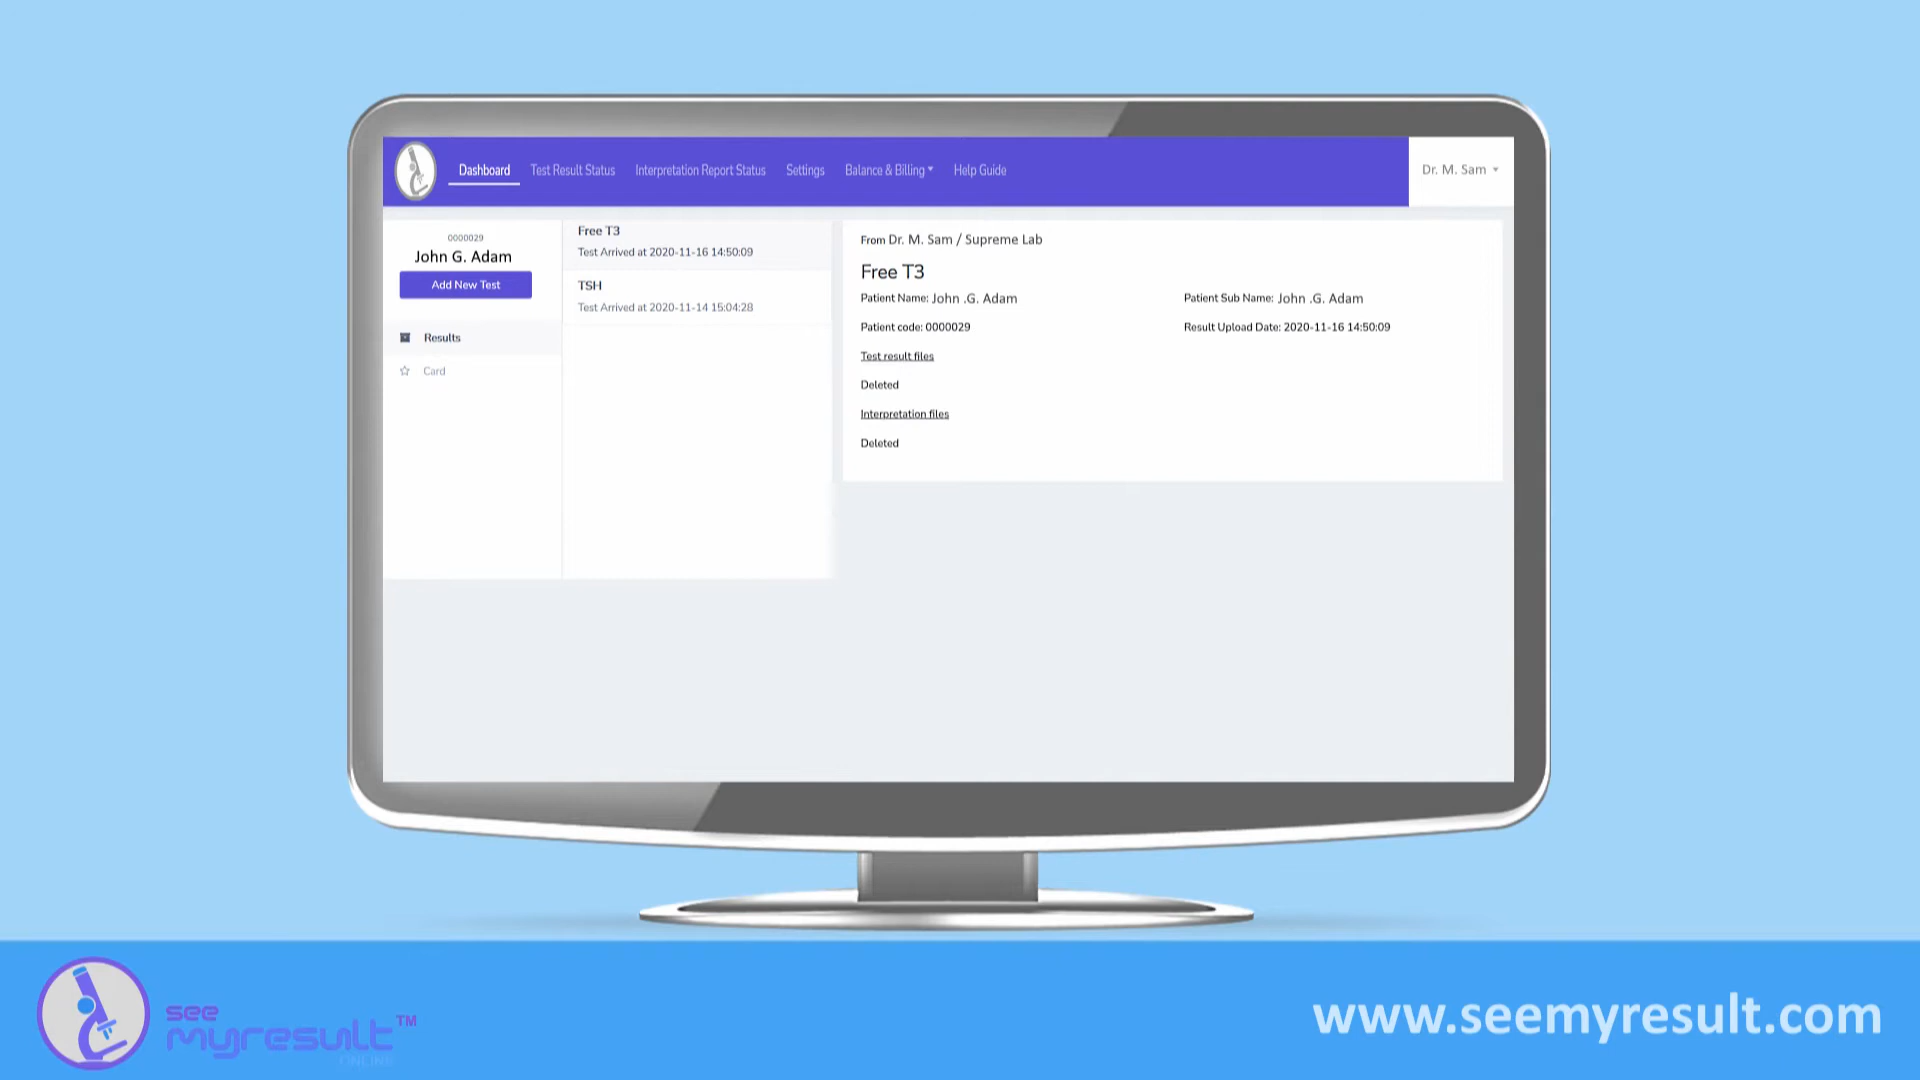 Dashboard Test Result Status Interpretation Report Status Settings Balance & Billing Help Guide Dr. M. Sam
0000029
John G. Adam
Add New Test
Results
Card
Free T3
Test Arrived at 2020-11-16 14:50:09
TSH
Test Arrived at 2020-11-14 15:04:28
From Dr. M. Sam / Supreme Lab
Free T3
Patient Name: John .G. Adam Patient Sub Name: John .G. Adam
Patient code: 0000029 Result Upload Date: 2020-11-16 14:50:09
Test result files
Deleted
Interpretation files
Deleted
see
myresult™
ONLINE
www.seemyresult.com